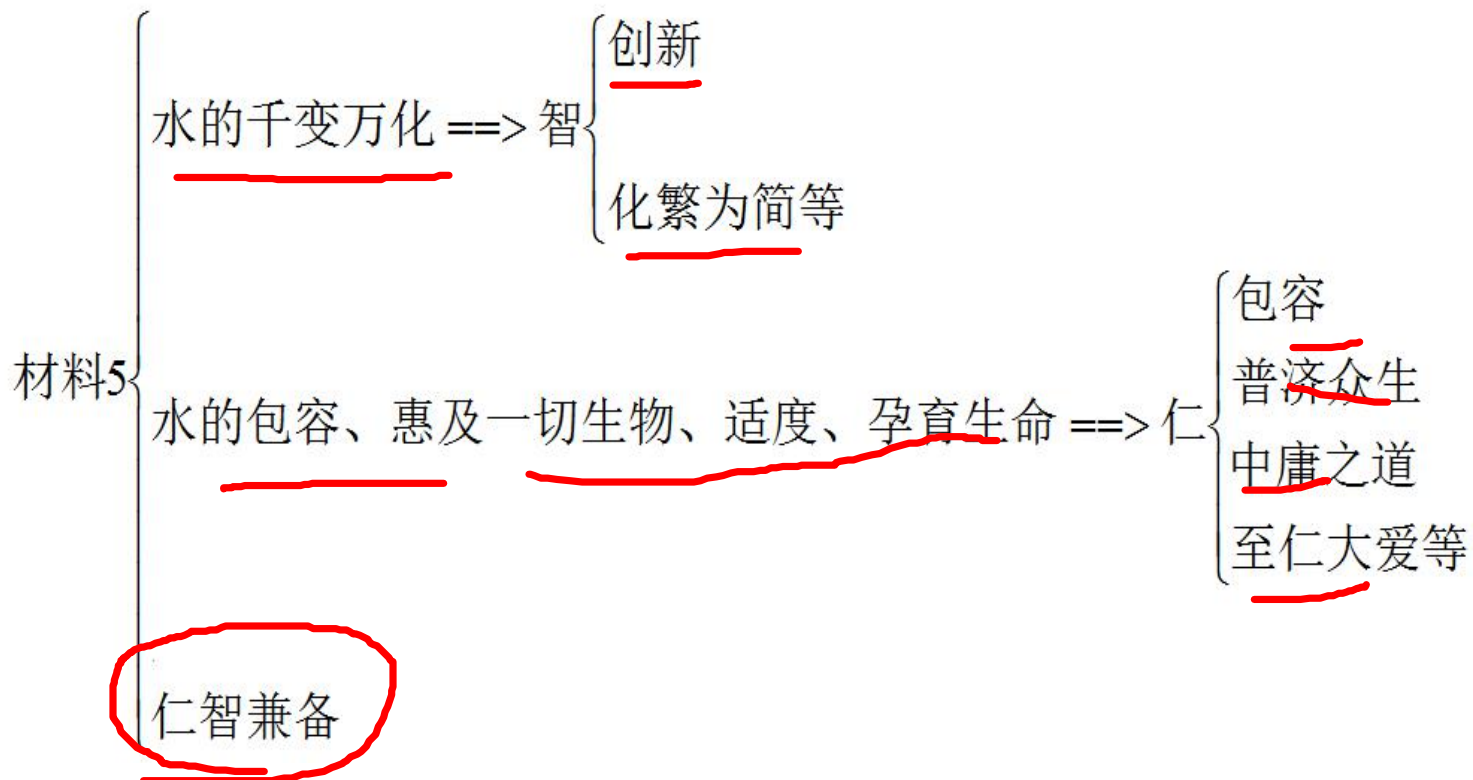 创新
水的千变万化 ==> 智
化繁为简等
包容
材料5
普济众生
水的包容、惠及一切生物、适度、孕育生命 ==> 仁
中庸之道
至仁大爱等
仁智兼备